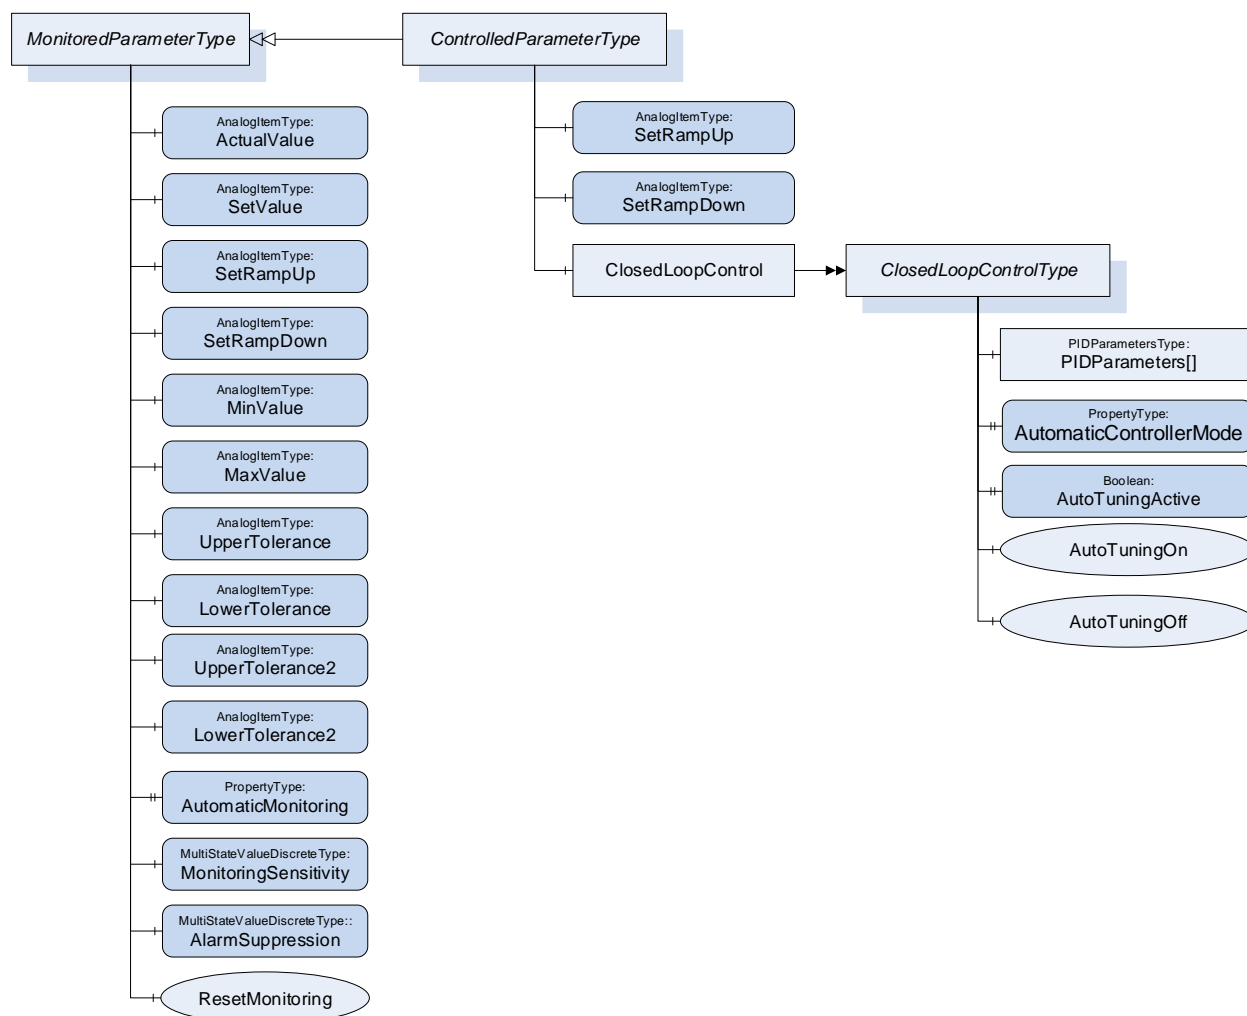 MonitoredParameterType
AnalogItemType:
ActualValue
AnalogItemType:
SetValue
AnalogItemType:
SetRampUp
AnalogItemType:
SetRampDown
AnalogItemType:
MinValue
AnalogItemType:
MaxValue
AnalogItemType:
UpperTolerance
AnalogItemType:
LowerTolerance
AnalogItemType:
UpperTolerance2
AnalogItemType:
LowerTolerance2
PropertyType:
AutomaticMonitoring
MultiStateValueDiscreteType:
MonitoringSensitivity
MultiStateValueDiscreteType::
AlarmSuppression
ResetMonitoring
ControlledParameterType
AnalogItemType:
SetRampUp
AnalogItemType:
SetRampDown
ClosedLoopControl
ClosedLoopControlType
PIDParametersType:
PIDParameters[]
PropertyType:
AutomaticControllerMode
Boolean:
AutoTuningActive
AutoTuningOn
AutoTuningOff